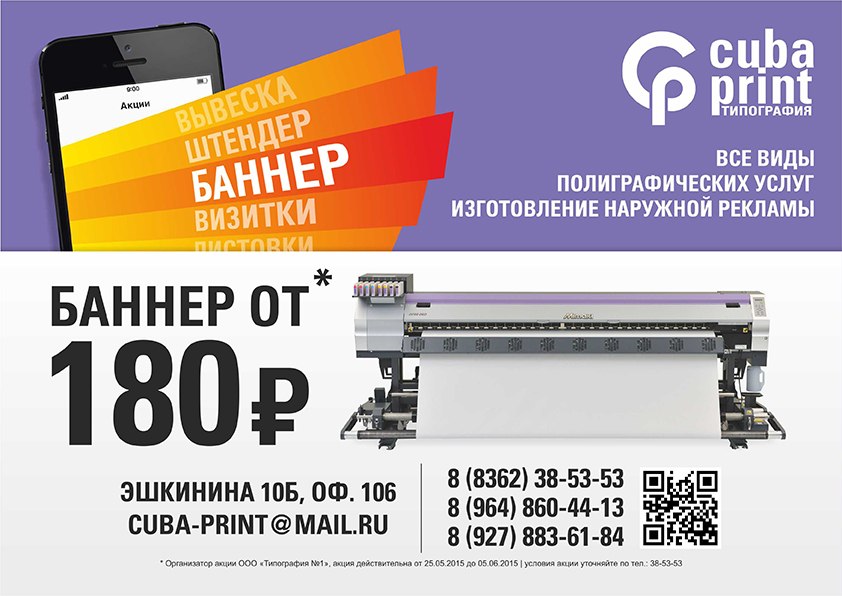 9:00
Акции
ВЫВЕСКА
ШТЕНДЕР
БАННЕР
ВИЗИТКИ
ЛИСТОВКИ
cuba
print
ТИПОГРАФИЯ
ВСЕ ВИДЫ
ПОЛИГРАФИЧЕСКИХ УСЛУГ
ИЗГОТОВЛЕНИЕ НАРУЖНОЙ РЕКЛАМЫ
БАННЕР ОТ*
180₽
Mimaki
ЭШКИНИНА 10Б, ОФ. 106
CUBA-PRINT@MAIL.RU
8 (8362) 38-53-53
8 (964) 860-44-13
8 (927) 883-61-84
* Организатор акции ООО «Типография №1», акция действительна от 25.05.2015 до 05.06.2015 | условия акции уточняйте по тел.: 38-53-53